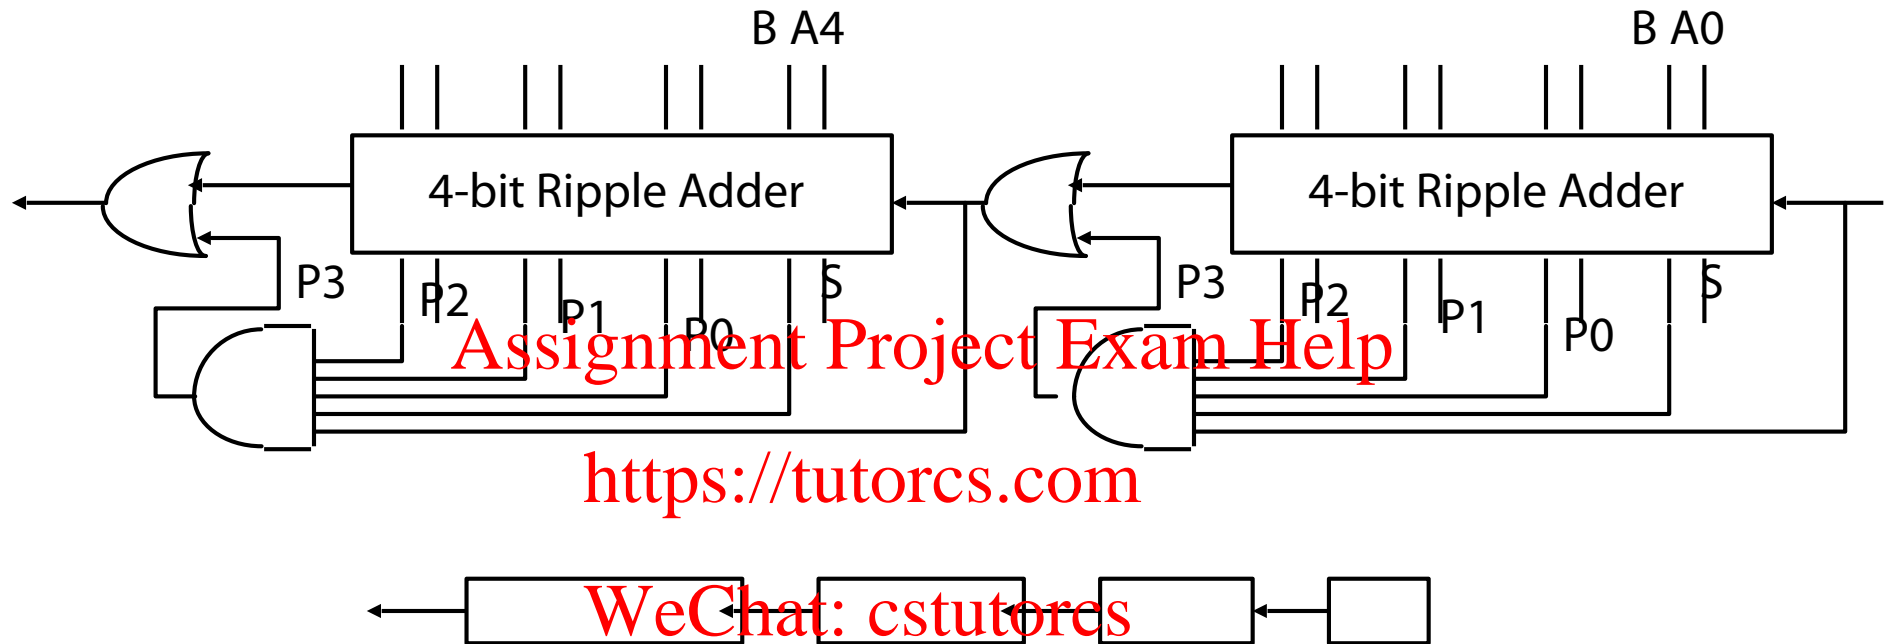 B A4
B A0
4-bit Ripple Adder
4-bit Ripple Adder
P3
P2
P1
P0
S
P3
P2
P1
P0
S
Assignment Project Exam Help
https://tutorcs.com
WeChat: cstutorcs